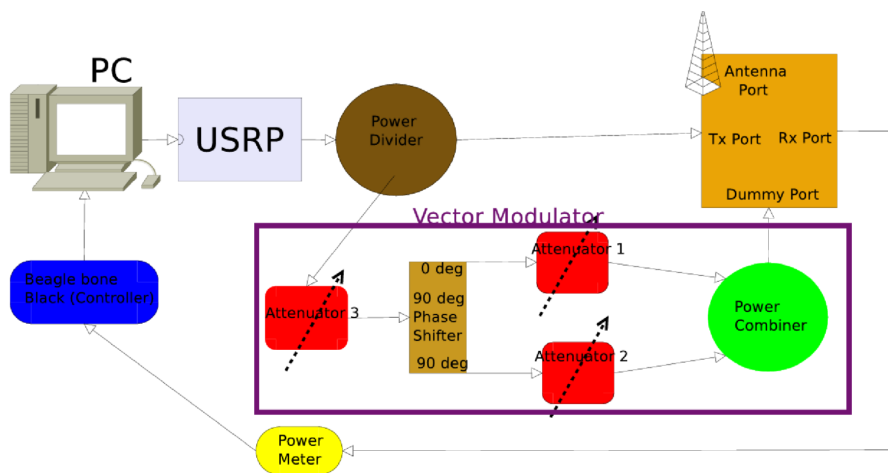 PC
USRP
Power
Divider
Antenna
Port
Tx Port
Rx Port
Dummy Port
Vector Modulator
Attenuator 1
0 deg
90 deg
Phase
Shifter
90 deg
Attenuator 3
Attenuator 2
Power
Combiner
Beagle bone
Black (Controller)
Power
Meter